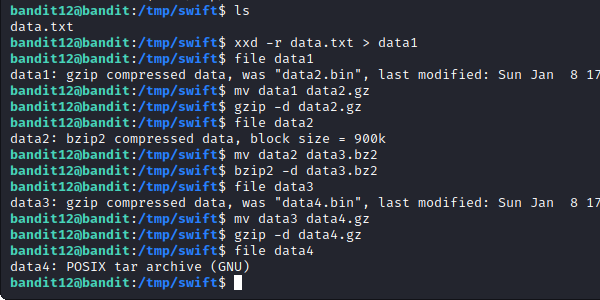 bandit12@bandit:/tmp/swift$ ls
data.txt
bandit12@bandit:/tmp/swift$ xxd -r data.txt > data1
bandit12@bandit:/tmp/swift$ file data1
data1: gzip compressed data, was "data2.bin", last modified: Sun Jan  8 17
bandit12@bandit:/tmp/swift$ mv data1 data2.gz
bandit12@bandit:/tmp/swift$ gzip -d data2.gz
bandit12@bandit:/tmp/swift$ file data2
data2: bzip2 compressed data, block size = 900k
bandit12@bandit:/tmp/swift$ mv data2 data3.bz2
bandit12@bandit:/tmp/swift$ bzip2 -d data3.bz2
bandit12@bandit:/tmp/swift$ file data3
data3: gzip compressed data, was "data4.bin", last modified: Sun Jan  8 17
bandit12@bandit:/tmp/swift$ mv data3 data4.gz
bandit12@bandit:/tmp/swift$ gzip -d data4.gz
bandit12@bandit:/tmp/swift$ file data4
data4: POSIX tar archive (GNU)
bandit12@bandit:/tmp/swift$